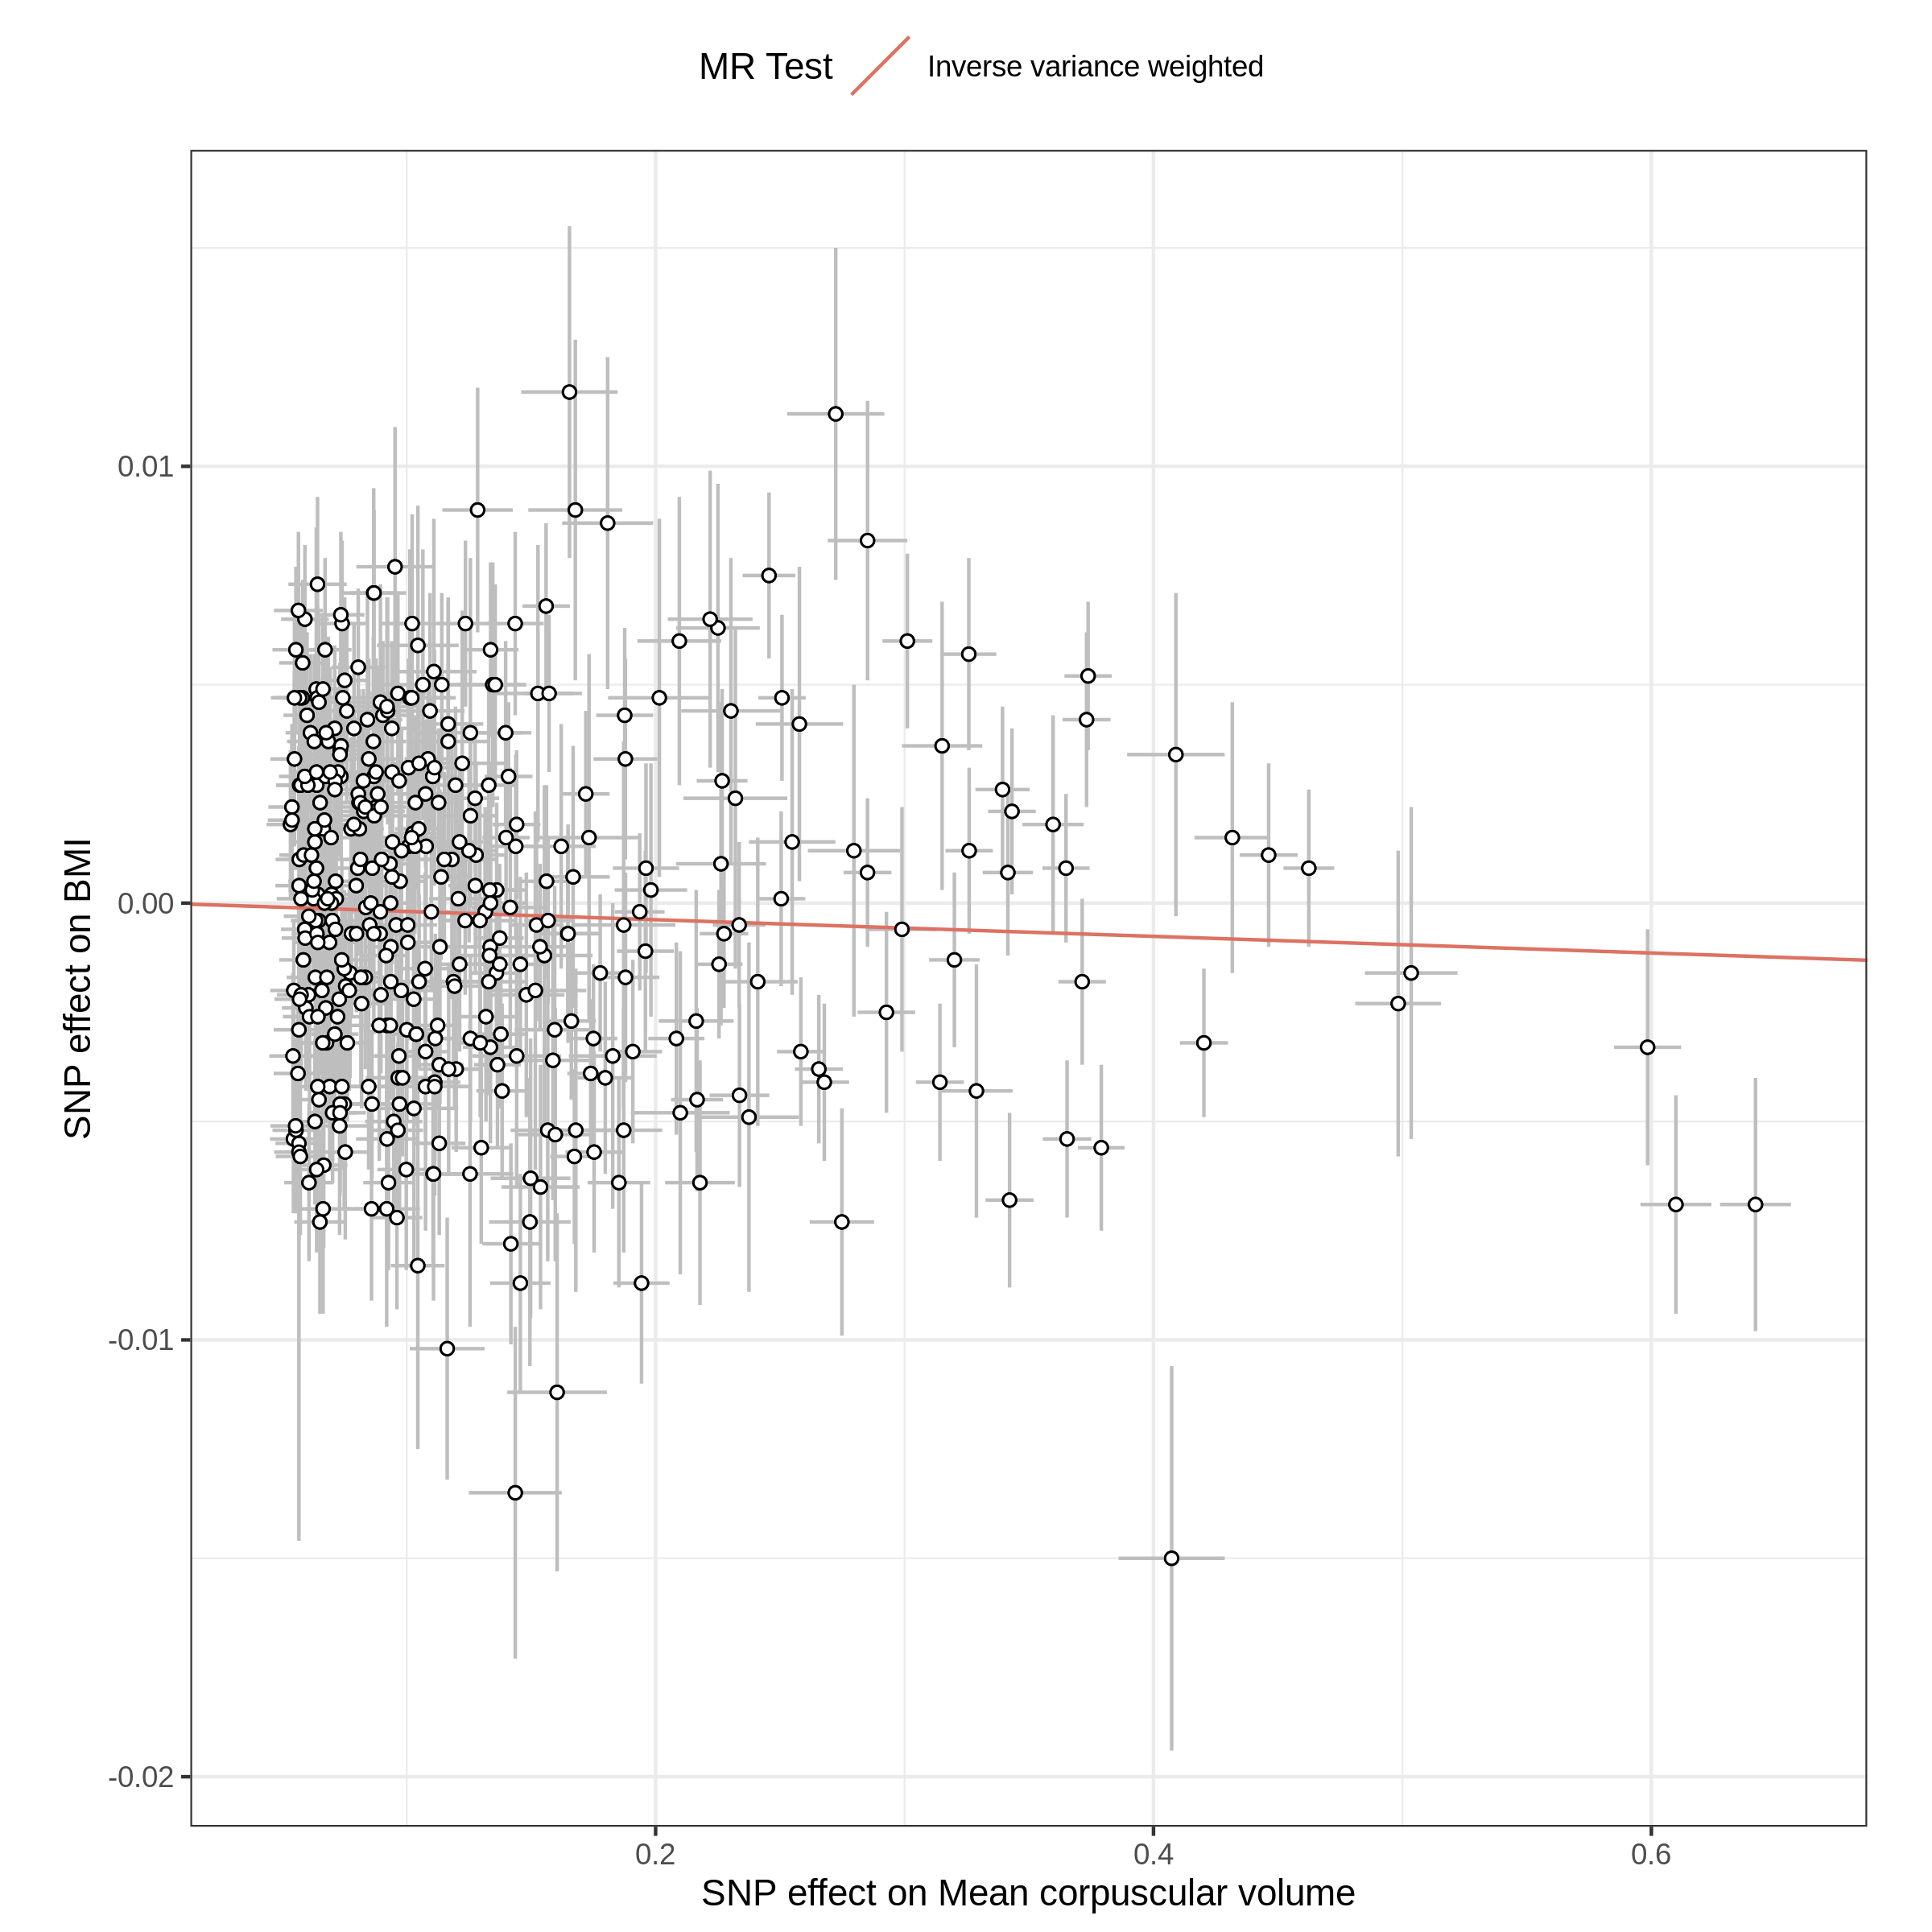 MR Test Inverse variance weighted
0.01
0.00
-0.01
-0.02
SNP effect on BMI
0.2 0.4 0.6
SNP effect on Mean corpuscular volume